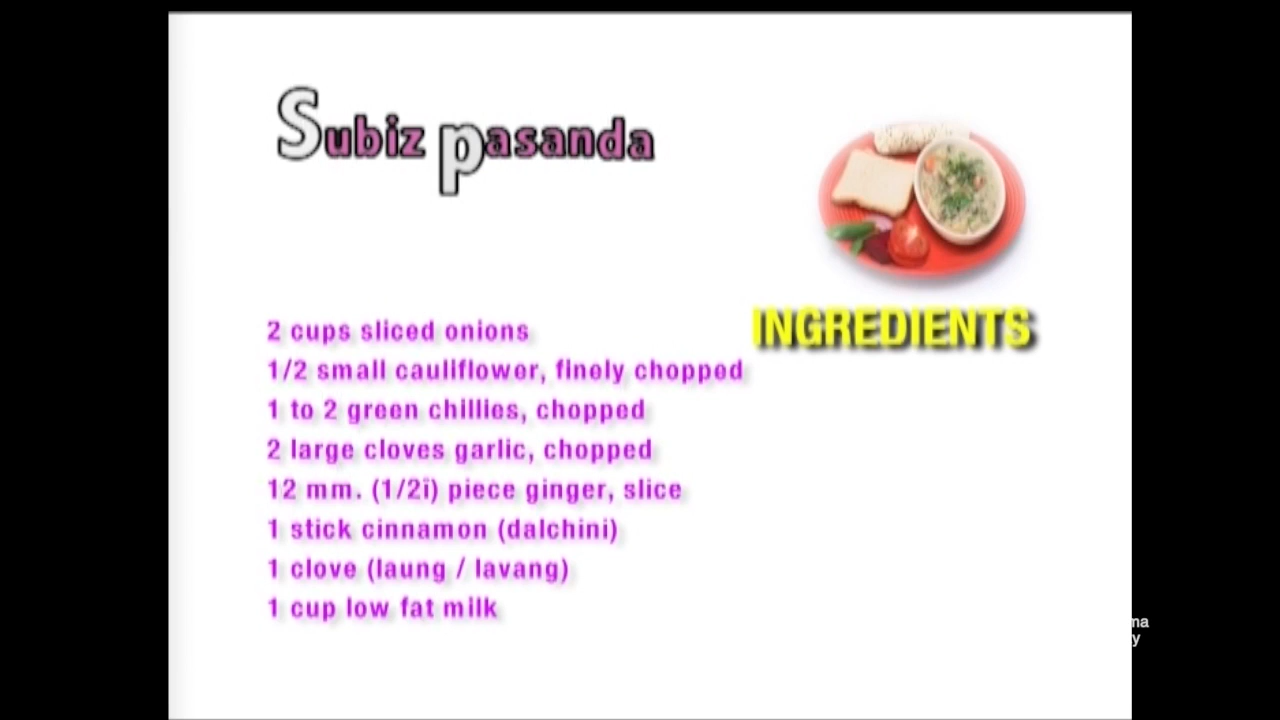 Subiz pasanda
INGREDIENTS
2 cups sliced onions
1/2 small cauliflower, finely chopped
1 to 2 green chillies, chopped
2 large cloves garlic, chopped
12 mm. (1/2î) piece ginger, slice
1 stick cinnamon (dalchini)
1 clove (laung / lavang)
1 cup low fat milk